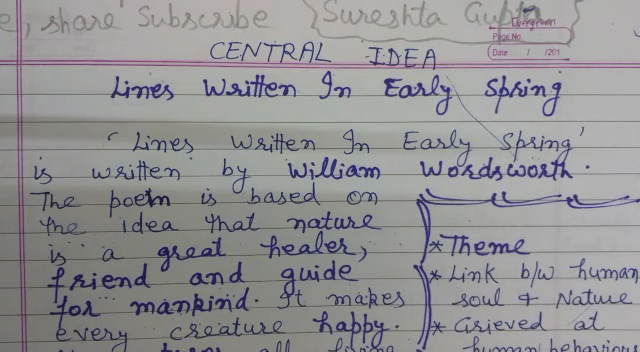 e, share Subscribe {Sureshta Gupta}
Page No.
Date / /201
CENTRAL IDEA
Lines Written In Early Spring
'Lines Written In Early Spring'
is written by William Wordsworth.
The poem is based on
the idea that nature
is a great healer,
friend and guide
for mankind. It makes
every creature happy.
* Theme
* Link b/w human
soul + Nature
* Grieved at
human behaviour